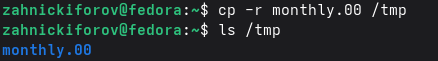 zahnickiforov@fedora:~$ cp -r monthly.00 /tmp
zahnickiforov@fedora:~$ ls /tmp
monthly.00